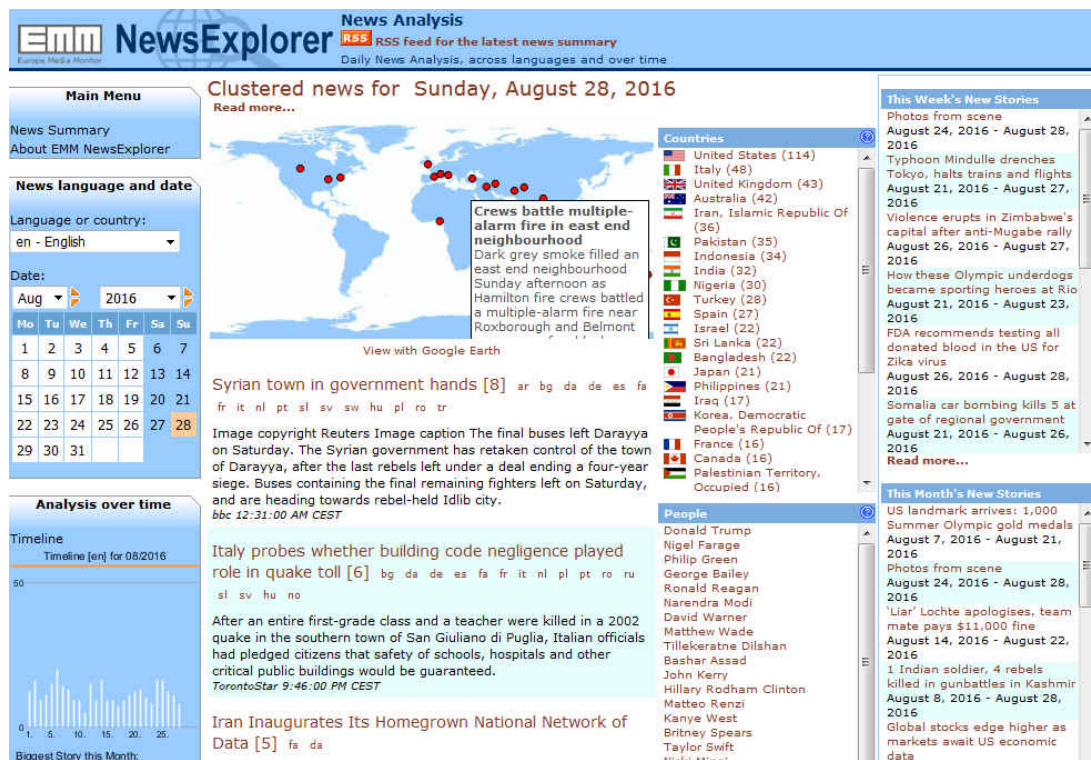 EMM
Europe Media Monitor
NewsExplorer
News Analysis
RSS RSS feed for the latest news summary
Daily News Analysis, across languages and over time
Main Menu
News Summary
About EMM NewsExplorer
News language and date
Language or country:
en - English
Date:
Aug 2016
Mo Tu We Th Fr Sa Su
1 2 3 4 5 6 7
8 9 10 11 12 13 14
15 16 17 18 19 20 21
22 23 24 25 26 27 28
29 30 31
Analysis over time
Timeline
Timeline [en] for 08/2016
50
0
1. 5. 10. 15. 20. 25.
Biggest Story this Month:
Clustered news for Sunday, August 28, 2016
Read more...
Crews battle multiple-
alarm fire in east end
neighbourhood
Dark grey smoke filled an
east end neighbourhood
Sunday afternoon as
Hamilton fire crews battled
a multiple-alarm fire near
Roxborough and Belmont
View with Google Earth
Syrian town in government hands [8] ar bg da de es fa
fr it nl pt sl sv sw hu pl ro tr
Image copyright Reuters Image caption The final buses left Darayya
on Saturday. The Syrian government has retaken control of the town
of Darayya, after the last rebels left under a deal ending a four-year
siege. Buses containing the final remaining fighters left on Saturday,
and are heading towards rebel-held Idlib city.
bbc 12:31:00 AM CEST
Italy probes whether building code negligence played
role in quake toll [6] bg da de es fa fr it nl pl pt ro ru
sl sv hu no
After an entire first-grade class and a teacher were killed in a 2002
quake in the southern town of San Giuliano di Puglia, Italian officials
had pledged citizens that safety of schools, hospitals and other
critical public buildings would be guaranteed.
TorontoStar 9:46:00 PM CEST
Iran Inaugurates Its Homegrown National Network of
Data [5] fa da
Countries
United States (114)
Italy (48)
United Kingdom (43)
Australia (42)
Iran, Islamic Republic Of
(36)
Pakistan (35)
Indonesia (34)
India (32)
Nigeria (30)
Turkey (28)
Spain (27)
Israel (22)
Sri Lanka (22)
Bangladesh (22)
Japan (21)
Philippines (21)
Iraq (17)
Korea, Democratic
People's Republic Of (17)
France (16)
Canada (16)
Palestinian Territory,
Occupied (16)
People
Donald Trump
Nigel Farage
Philip Green
George Bailey
Ronald Reagan
Narendra Modi
David Warner
Matthew Wade
Tillekeratne Dilshan
Bashar Assad
John Kerry
Hillary Rodham Clinton
Matteo Renzi
Kanye West
Britney Spears
Taylor Swift
This Week's New Stories
Photos from scene
August 24, 2016 - August 28,
2016
Typhoon Mindulle drenches
Tokyo, halts trains and flights
August 21, 2016 - August 27,
2016
Violence erupts in Zimbabwe's
capital after anti-Mugabe rally
August 26, 2016 - August 27,
2016
How these Olympic underdogs
became sporting heroes at Rio
August 21, 2016 - August 23,
2016
FDA recommends testing all
donated blood in the US for
Zika virus
August 26, 2016 - August 28,
2016
Somalia car bombing kills 5 at
gate of regional government
August 21, 2016 - August 26,
2016
Read more...
This Month's New Stories
US landmark arrives: 1,000
Summer Olympic gold medals
August 7, 2016 - August 21,
2016
Photos from scene
August 24, 2016 - August 28,
2016
'Liar' Lochte apologises, team
mate pays $11,000 fine
August 14, 2016 - August 22,
2016
1 Indian soldier, 4 rebels
killed in gunbattles in Kashmir
August 8, 2016 - August 28,
2016
Global stocks edge higher as
markets await US economic
data